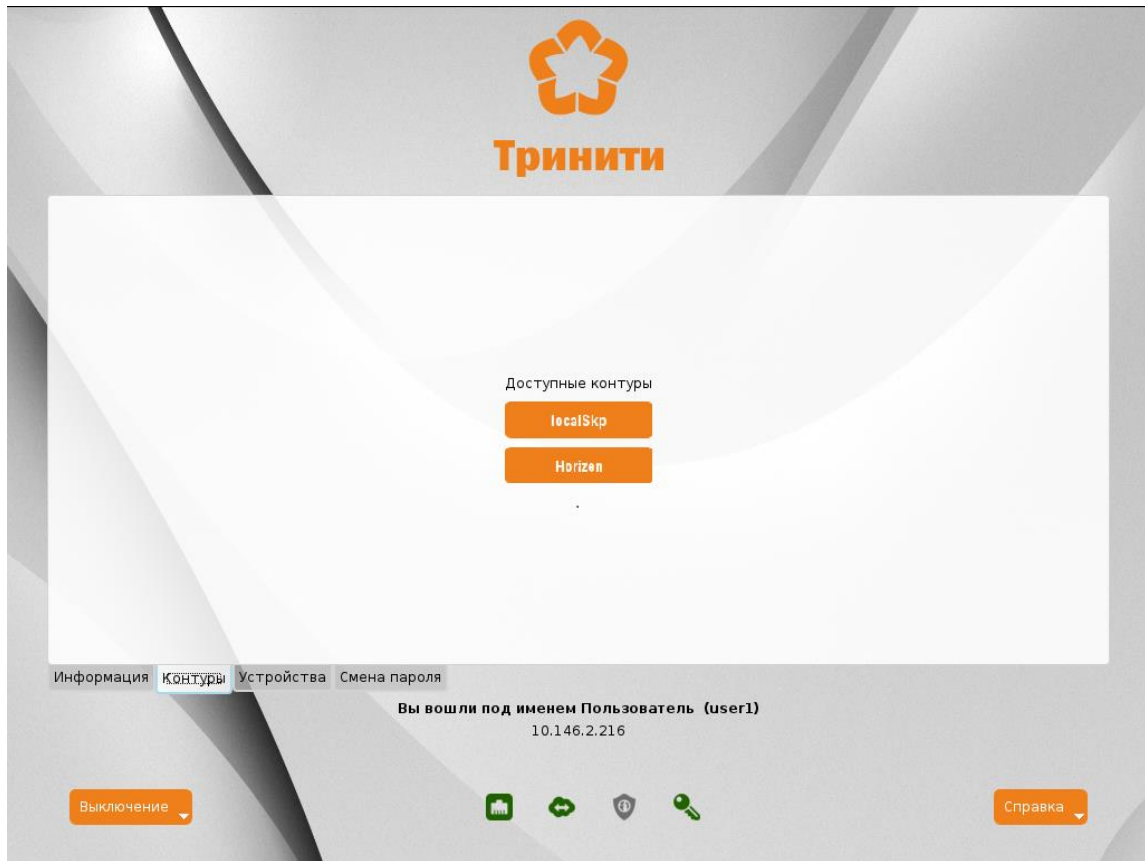 Тринити
Доступные контуры
localSkp
Horizen
.
Информация Контуры Устройства Смена пароля
Вы вошли под именем Пользователь (user1)
10.146.2.216
Выключение
Справка